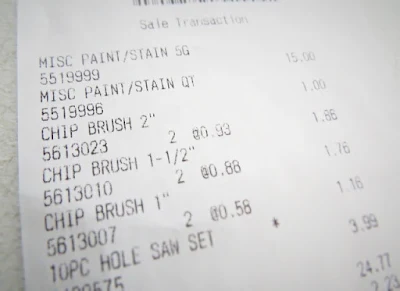 Sale Transaction
MISC PAINT/STAIN 5G 15.00
5519999
MISC PAINT/STAIN QT 1.00
5519996
CHIP BRUSH 2" 1.86
5613023 2 @0.93
CHIP BRUSH 1-1/2" 1.76
5613010 2 @0.88
CHIP BRUSH 1" 1.16
5613007 2 @0.58
10PC HOLE SAW SET * 3.99
24.77
2.23